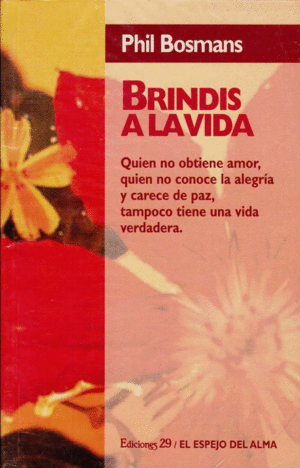 Phil Bosmans
BRINDIS
A LA VIDA
Quien no obtiene amor,
quien no conoce la alegría
y carece de paz,
tampoco tiene una vida
verdadera.
Ediciones 29 / EL ESPEJO DEL ALMA